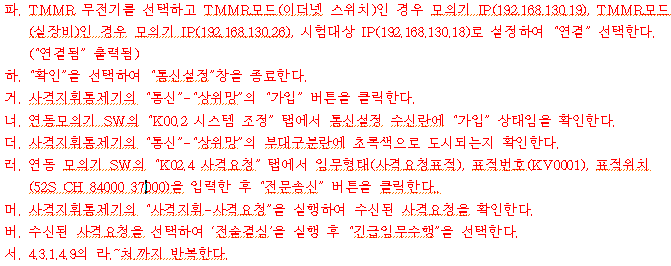 파. TMMR 무전기를 선택하고 TMMR모드(이더넷 스위치)인 경우 모의기 IP(192.168.130.19), TMMR모드
(실장비)인 경우 모의기 IP(192.168.130.26), 시험대상 IP(192.168.130.18)로 설정하여 “연결” 선택한다.
(“연결됨” 출력됨)
하. “확인”을 선택하여 “통신설정”창을 종료한다.
거. 사격지휘통제기의 “통신”-“상위망”의 “가입” 버튼을 클릭한다.
너. 연동모의기 SW의 “K00.2 시스템 조정” 탭에서 통신설정 수신란에 “가입” 상태임을 확인한다.
더. 사격지휘통제기의 “통신”-“상위망”의 부대구분란에 초록색으로 도시되는지 확인한다.
러. 연동 모의기 SW의 “K02.4 사격요청” 탭에서 임무형태(사격요청표적), 표적번호(KV0001), 표적위치
(52S CH 84000 37000)을 입력한 후 “전문송신” 버튼을 클릭한다.
머. 사격지휘통제기의 “사격지휘-사격요청”을 실행하여 수신된 사격요청을 확인한다.
버. 수신된 사격요청을 선택하여 ‘전술결심’을 실행 후 “긴급임무수행”을 선택한다.
서. 4.3.1.4.9의 라.~처.까지 반복한다.